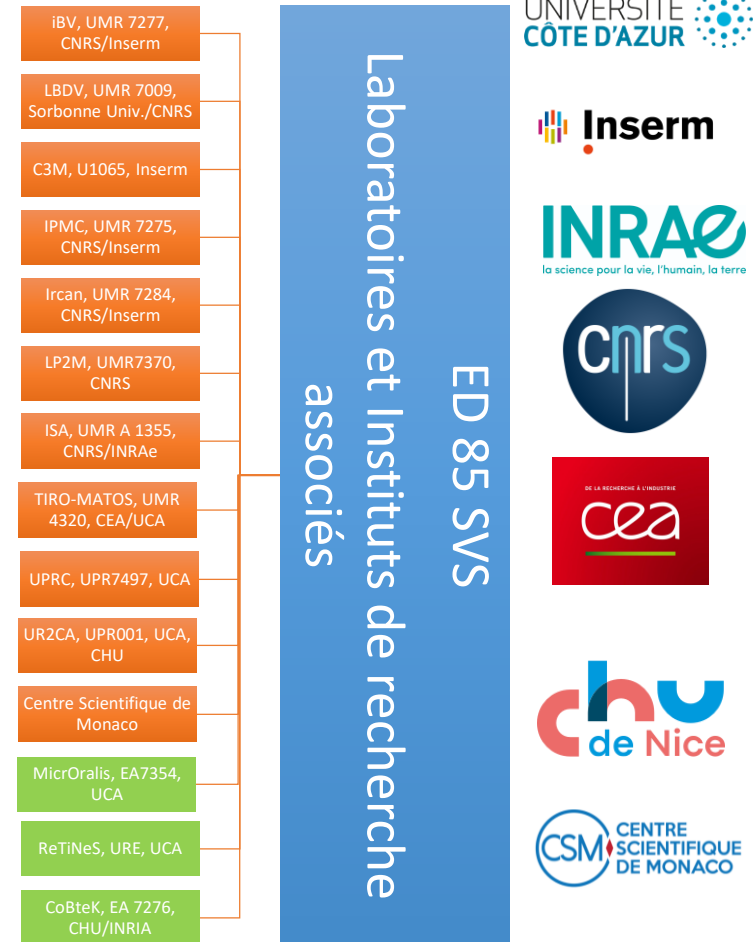 iBV, UMR 7277,
CNRS/Inserm
LBDV, UMR 7009,
Sorbonne Univ./CNRS
C3M, U1065, Inserm
IPMC, UMR 7275,
CNRS/Inserm
Ircan, UMR 7284,
CNRS/Inserm
LP2M, UMR7370,
CNRS
ISA, UMR A 1355,
CNRS/INRAe
TIRO-MATOS, UMR
4320, CEA/UCA
UPRC, UPR7497, UCA
UR2CA, UPR001, UCA,
CHU
Centre Scientifique de
Monaco
MicrOralis, EA7354,
UCA
ReTiNeS, URE, UCA
CoBteK, EA 7276,
CHU/INRIA
ED 85 SVS
Laboratoires et Instituts de recherche
associés
UNIVERSITÉ
CÔTE D'AZUR
Inserm
INRAE
la science pour la vie, l'humain, la terre
cnrs
DE LA RECHERCHE À L'INDUSTRIE
cea
chu
de Nice
CSM
CENTRE
SCIENTIFIQUE
DE MONACO